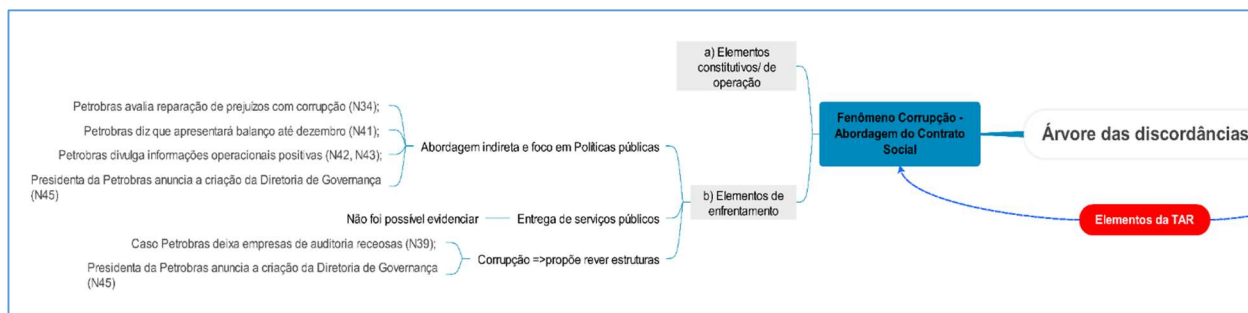 a) Elementos
constitutivos/ de
operação
Petrobras avalia reparação de prejuízos com corrupção (N34);
Petrobras diz que apresentará balanço até dezembro (N41);
Petrobras divulga informações operacionais positivas (N42, N43);
Presidenta da Petrobras anuncia a criação da Diretoria de Governança
(N45)
Abordagem indireta e foco em Políticas públicas
Fenômeno Corrupção -
Abordagem do Contrato
Social
Árvore das discordâncias
b) Elementos de
enfrentamento
Não foi possível evidenciar
Entrega de serviços públicos
Elementos da TAR
Caso Petrobras deixa empresas de auditoria receosas (N39);
Presidenta da Petrobras anuncia a criação da Diretoria de Governança
(N45)
Corrupção =>propõe rever estruturas